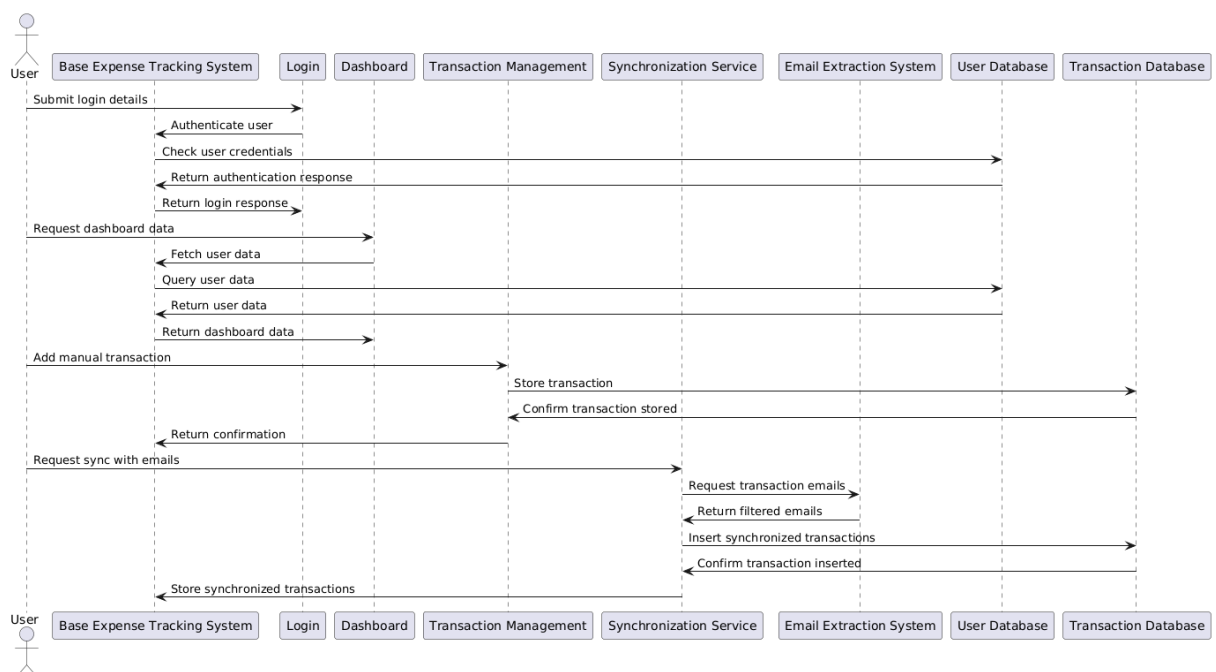 User
Base Expense Tracking System
Login
Dashboard
Transaction Management
Synchronization Service
Email Extraction System
User Database
Transaction Database
Submit login details
Authenticate user
Check user credentials
Return authentication response
Return login response
Request dashboard data
Fetch user data
Query user data
Return user data
Return dashboard data
Add manual transaction
Store transaction
Confirm transaction stored
Return confirmation
Request sync with emails
Request transaction emails
Return filtered emails
Insert synchronized transactions
Confirm transaction inserted
Store synchronized transactions
User
Base Expense Tracking System
Login
Dashboard
Transaction Management
Synchronization Service
Email Extraction System
User Database
Transaction Database